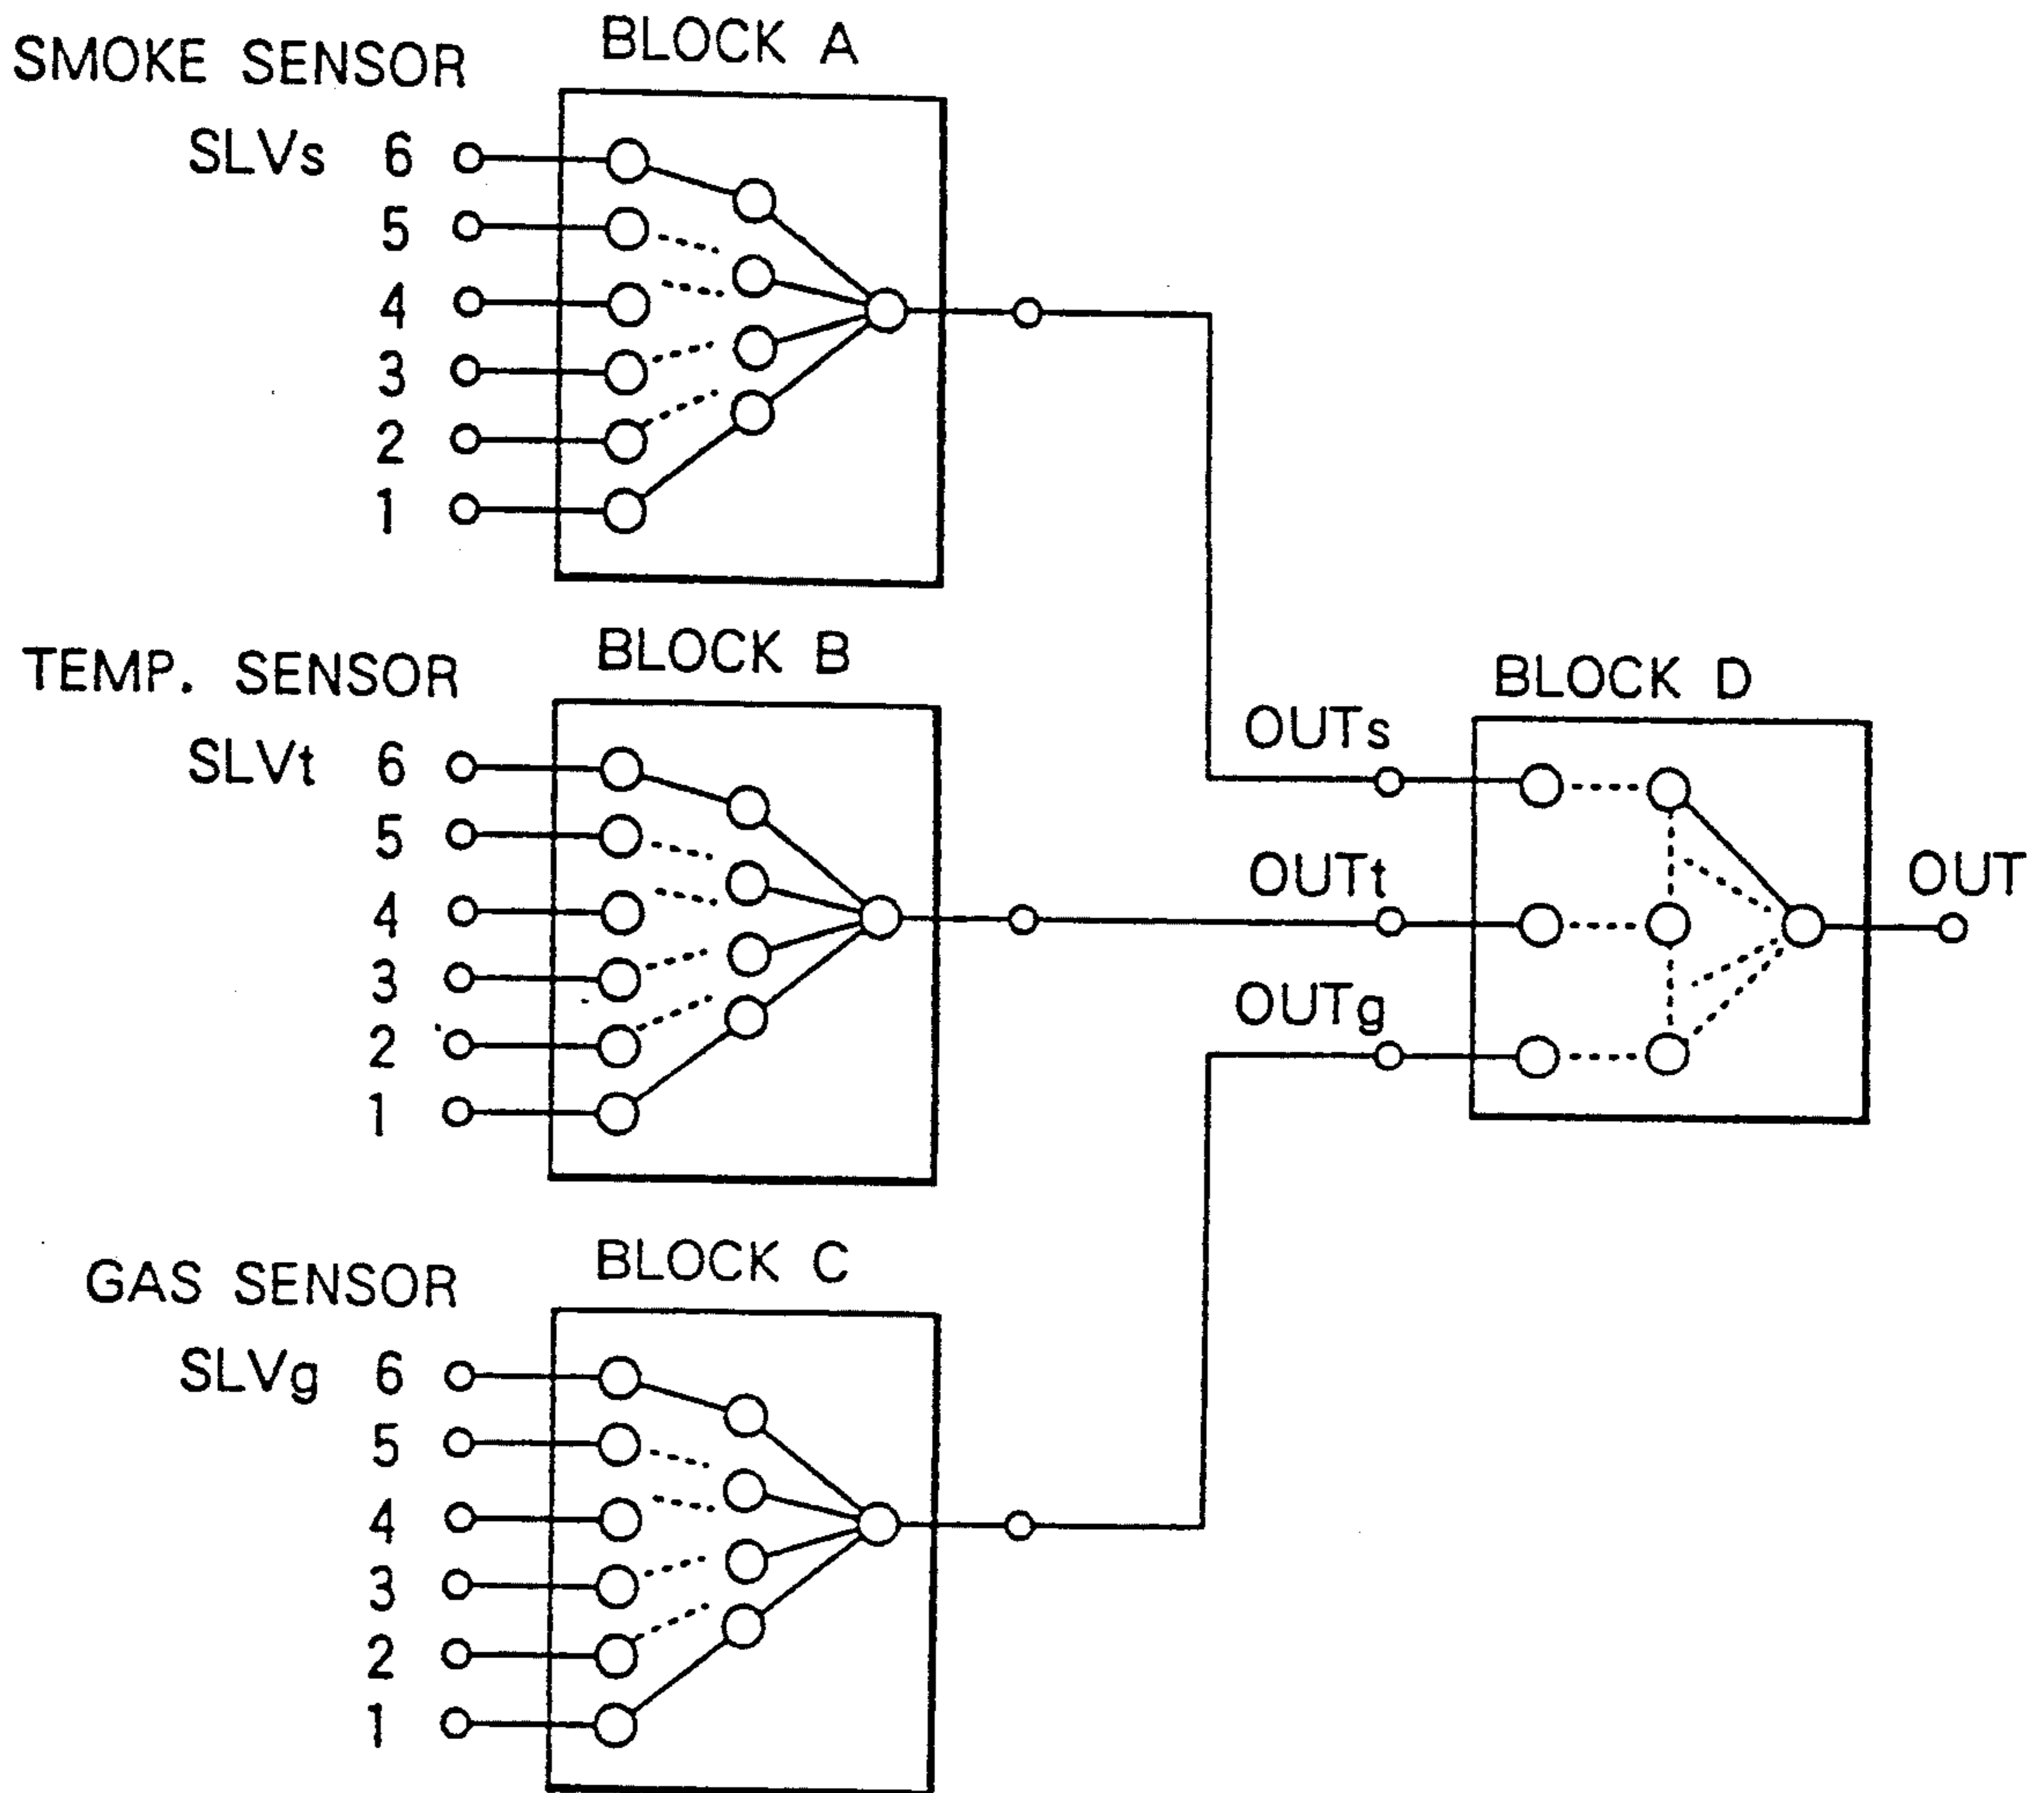 SMOKE SENSOR
BLOCK A
SLVs 6
5
4
3
2
1
TEMP. SENSOR
BLOCK B
SLVt 6
5
4
3
2
1
GAS SENSOR
BLOCK C
SLVg 6
5
4
3
2
1
BLOCK D
OUTs
OUTt
OUTg
OUT